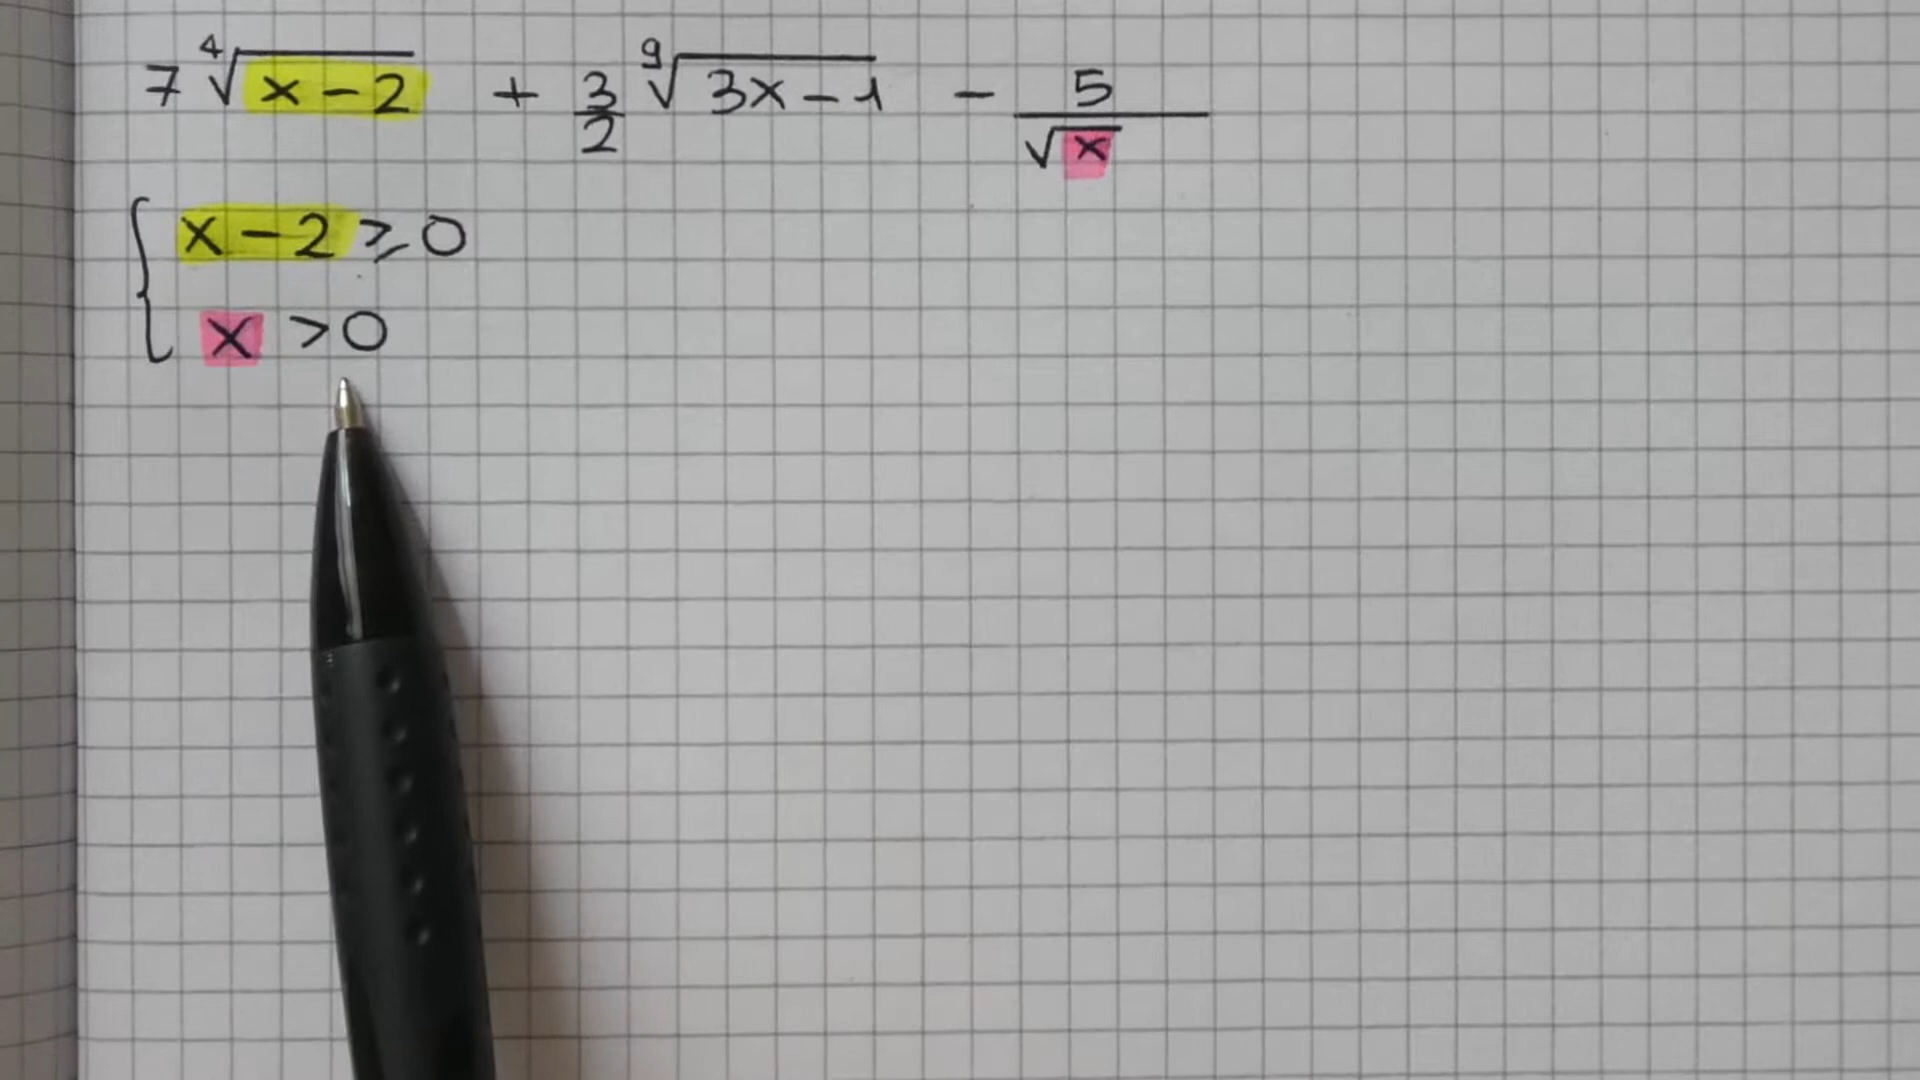 7 ⁴√(x − 2) + 3/2 ⁹√(3x − 1) − 5/√x
{ x − 2 ≥ 0
x > 0